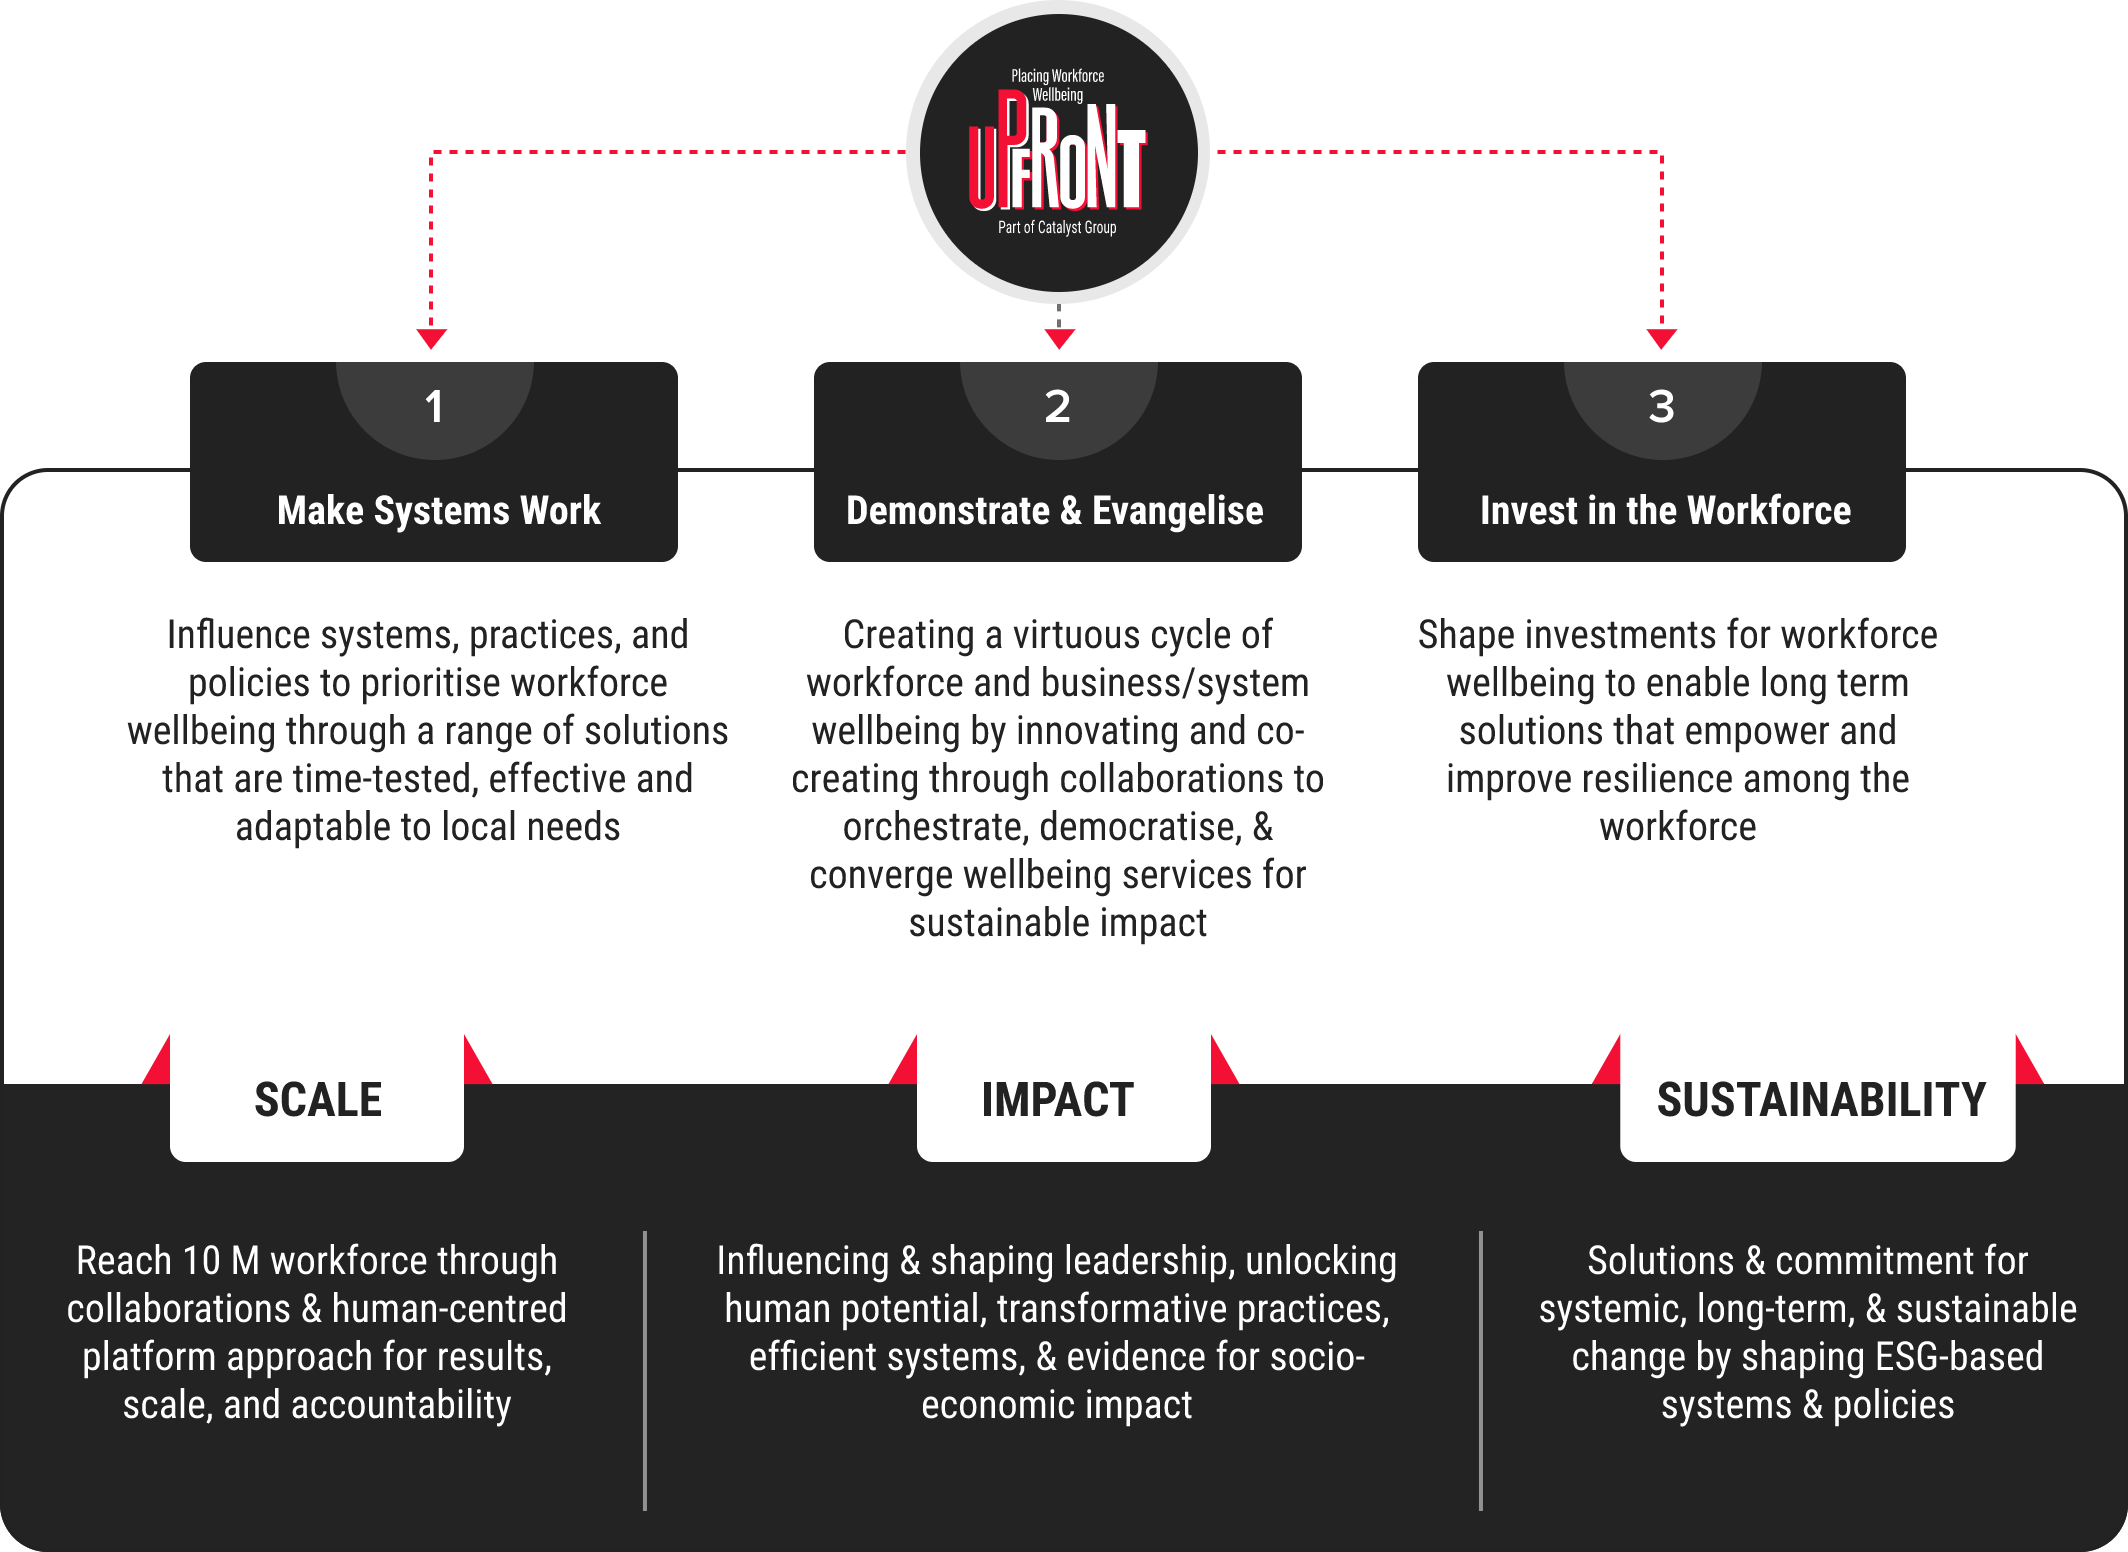 Placing Workforce
Wellbeing
UPFRONT
Part of Catalyst Group
1
Make Systems Work
Influence systems, practices, and
policies to prioritise workforce
wellbeing through a range of solutions
that are time-tested, effective and
adaptable to local needs
2
Demonstrate & Evangelise
Creating a virtuous cycle of
workforce and business/system
wellbeing by innovating and co-
creating through collaborations to
orchestrate, democratise, &
converge wellbeing services for
sustainable impact
3
Invest in the Workforce
Shape investments for workforce
wellbeing to enable long term
solutions that empower and
improve resilience among the
workforce
SCALE
Reach 10 M workforce through
collaborations & human-centred
platform approach for results,
scale, and accountability
IMPACT
Influencing & shaping leadership, unlocking
human potential, transformative practices,
efficient systems, & evidence for socio-
economic impact
SUSTAINABILITY
Solutions & commitment for
systemic, long-term, & sustainable
change by shaping ESG-based
systems & policies